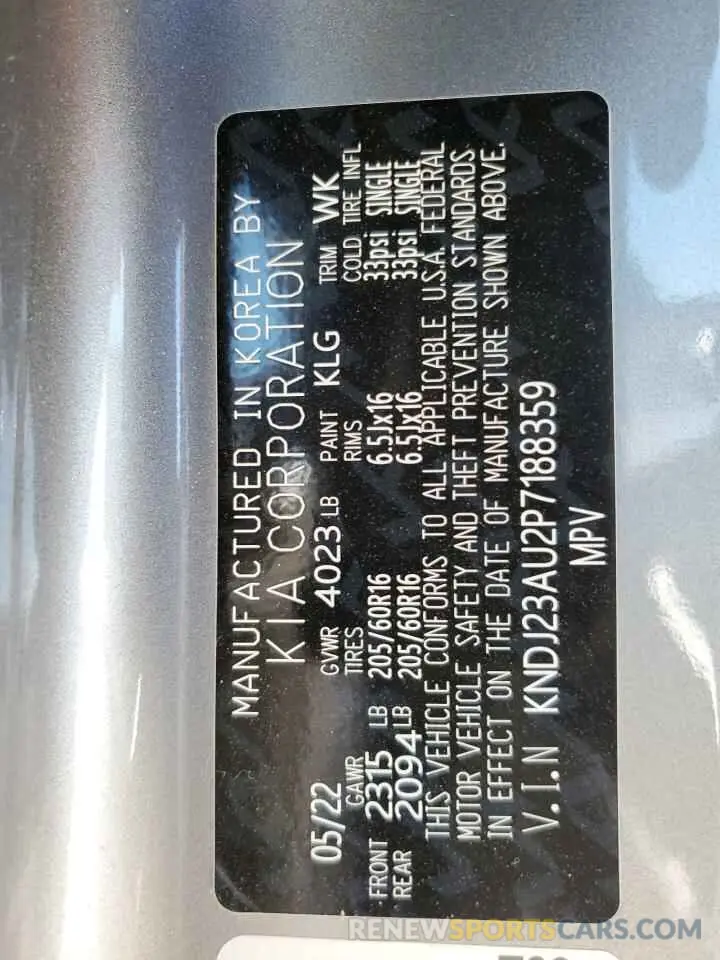 MANUFACTURED IN KOREA BY
KIA CORPORATION
05/22 GVWR 4023 LB PAINT KLG TRIM WK
GAWR TIRES RIMS COLD TIRE INFL
FRONT 2315 LB 205/60R16 6.5Jx16 33psi SINGLE
REAR 2094 LB 205/60R16 6.5Jx16 33psi SINGLE
THIS VEHICLE CONFORMS TO ALL APPLICABLE U.S.A. FEDERAL
MOTOR VEHICLE SAFETY AND THEFT PREVENTION STANDARDS
IN EFFECT ON THE DATE OF MANUFACTURE SHOWN ABOVE.
V.I.N KNDJ23AU2P7188359
MPV
RENEWSPORTSCARS.COM